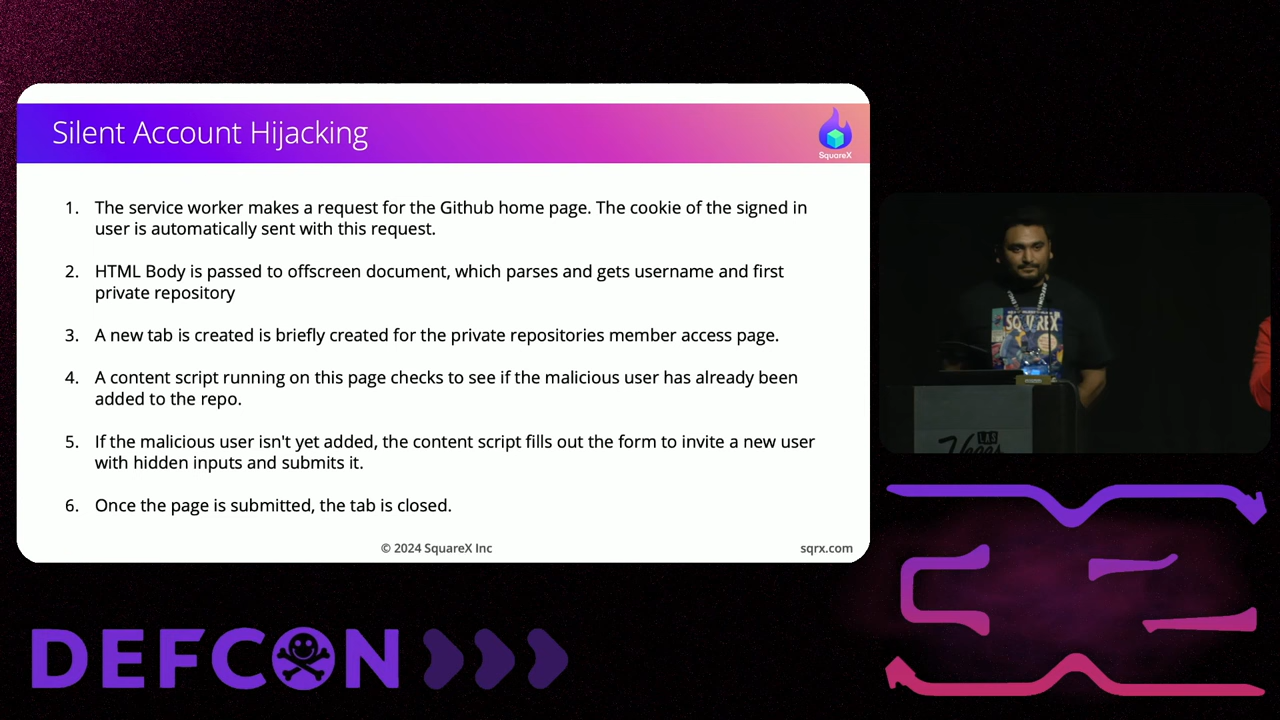 Silent Account Hijacking
SquareX
1. The service worker makes a request for the Github home page. The cookie of the signed in
user is automatically sent with this request.
2. HTML Body is passed to offscreen document, which parses and gets username and first
private repository
3. A new tab is created is briefly created for the private repositories member access page.
4. A content script running on this page checks to see if the malicious user has already been
added to the repo.
5. If the malicious user isn't yet added, the content script fills out the form to invite a new user
with hidden inputs and submits it.
6. Once the page is submitted, the tab is closed.
© 2024 SquareX Inc
sqrx.com
SQUAREX
LAS
Vegas
DEFCON